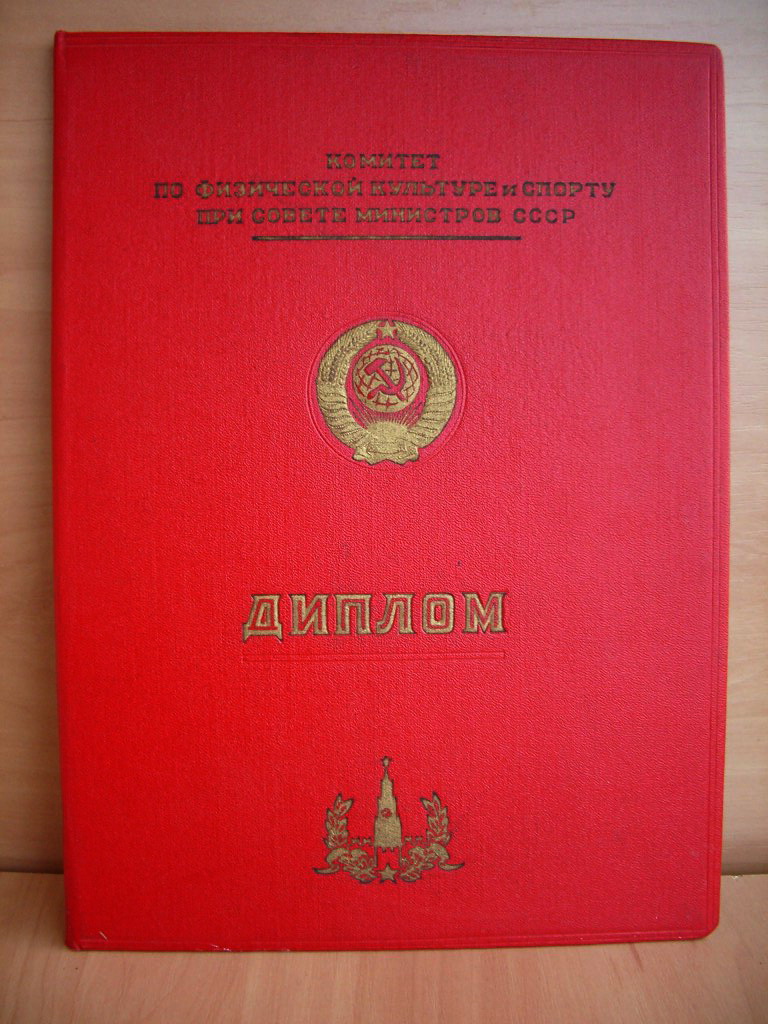 КОМИТЕТ
ПО ФИЗИЧЕСКОЙ КУЛЬТУРЕ и СПОРТУ
ПРИ СОВЕТЕ МИНИСТРОВ СССР
ДИПЛОМ